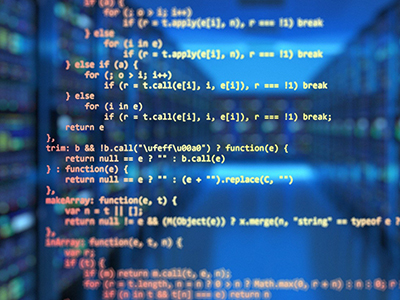 if (a) {
for (; o > i; i++)
if (r = t.apply(e[i], n), r === !1) break
} else
for (i in e)
if (r = t.apply(e[i], n), r === !1) break
} else if (a) {
for (; o > i; i++)
if (r = t.call(e[i], i, e[i]), r === !1) break
} else
for (i in e)
if (r = t.call(e[i], i, e[i]), r === !1) break;
return e
},
trim: b && !b.call("\ufeff\u00a0") ? function(e) {
return null == e ? "" : b.call(e)
} : function(e) {
return null == e ? "" : (e + "").replace(C, "")
},
makeArray: function(e, t) {
var n = t || [];
return null != e && (M(Object(e)) ? x.merge(n, "string" == typeof e ?
},
inArray: function(e, t, n) {
var r;
if (t) {
if (m) return m.call(t, e, n);
for (r = t.length, n = n ? 0 > n ? Math.max(0, r + n) : n : 0; r
if (n in t && t[n] === e) return n